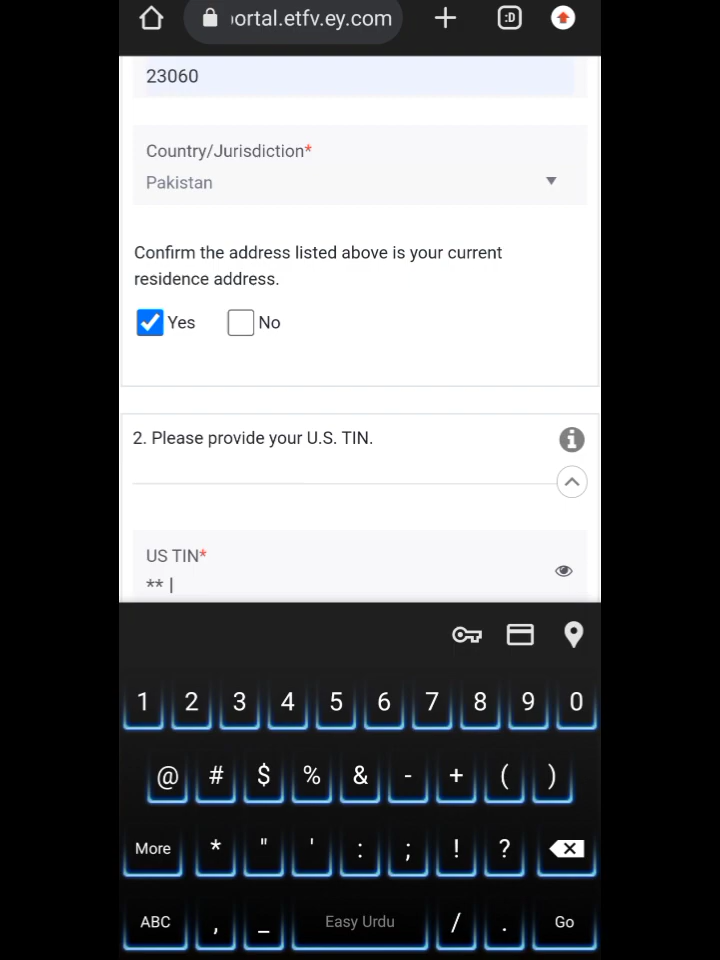 :D
ortal.etfv.ey.com
23060
Country/Jurisdiction*
Pakistan
Confirm the address listed above is your current
residence address.
Yes No
2. Please provide your U.S. TIN.
US TIN*
** |
1 2 3 4 5 6 7 8 9 0
@ # $ % & - + ( )
More * " ' : ; ! ?
ABC , _ Easy Urdu / . Go